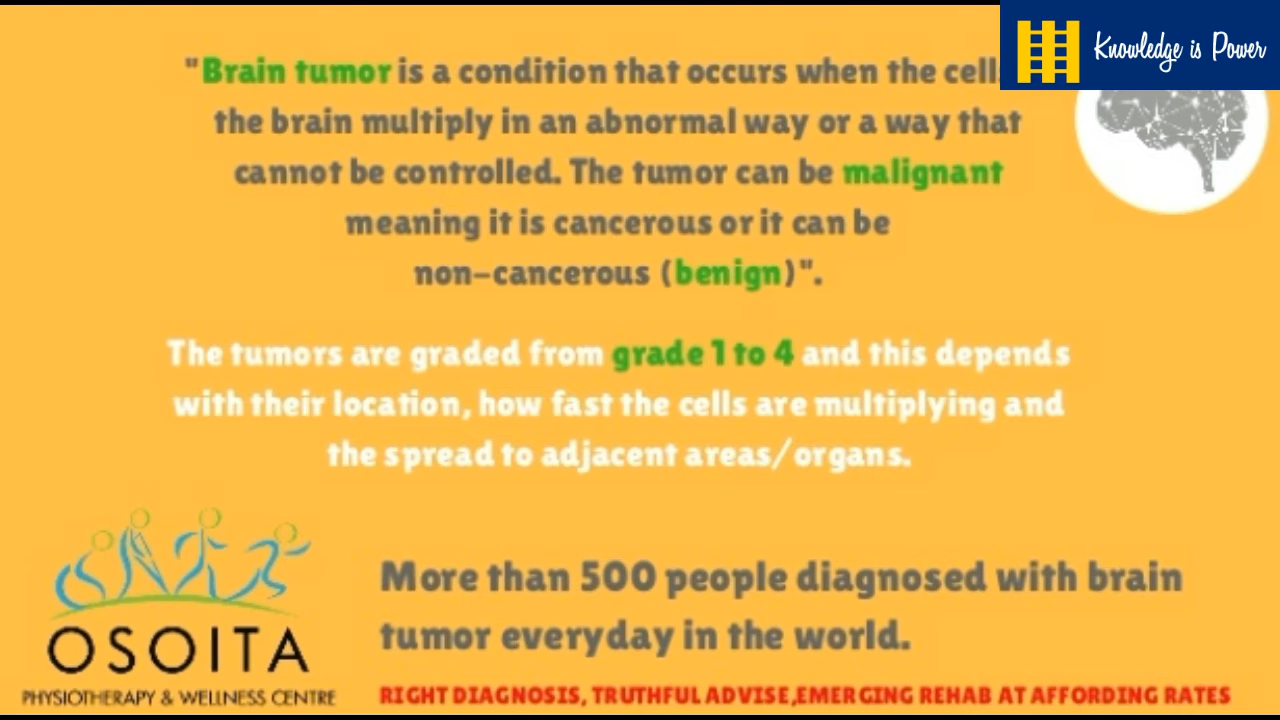 Knowledge is Power
"Brain tumor is a condition that occurs when the cell
the brain multiply in an abnormal way or a way that
cannot be controlled. The tumor can be malignant
meaning it is cancerous or it can be
non-cancerous (benign)".
The tumors are graded from grade 1 to 4 and this depends
with their location, how fast the cells are multiplying and
the spread to adjacent areas/organs.
OSOITA
PHYSIOTHERAPY & WELLNESS CENTRE
More than 500 people diagnosed with brain
tumor everyday in the world.
RIGHT DIAGNOSIS, TRUTHFUL ADVISE,EMERGING REHAB AT AFFORDING RATES